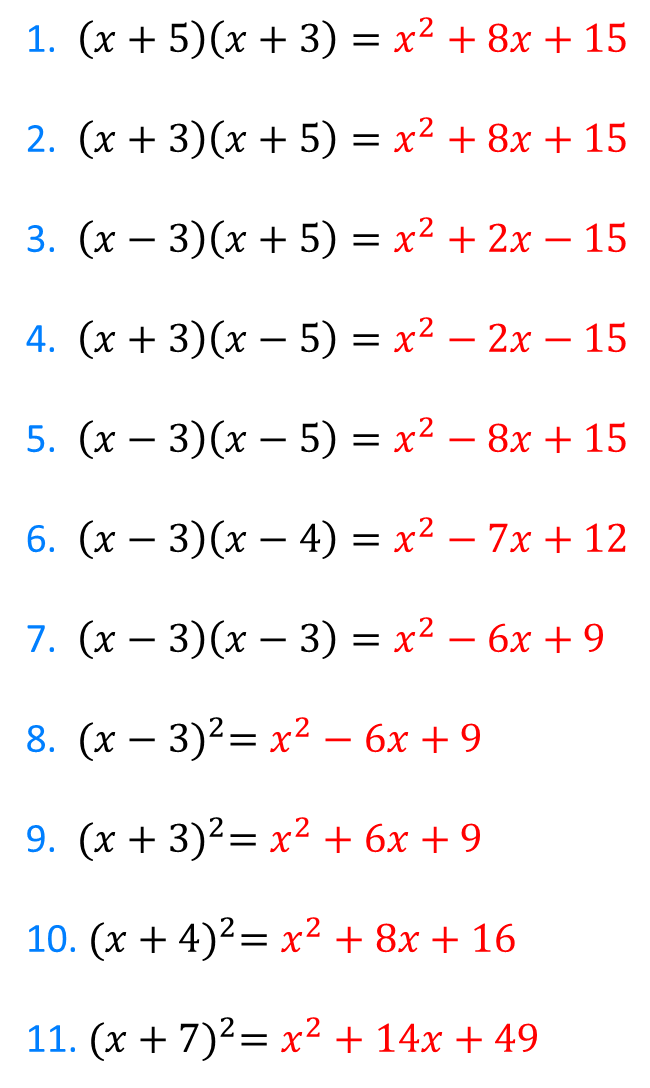 1. (x + 5)(x + 3) = x² + 8x + 15
2. (x + 3)(x + 5) = x² + 8x + 15
3. (x − 3)(x + 5) = x² + 2x − 15
4. (x + 3)(x − 5) = x² − 2x − 15
5. (x − 3)(x − 5) = x² − 8x + 15
6. (x − 3)(x − 4) = x² − 7x + 12
7. (x − 3)(x − 3) = x² − 6x + 9
8. (x − 3)²= x² − 6x + 9
9. (x + 3)²= x² + 6x + 9
10. (x + 4)²= x² + 8x + 16
11. (x + 7)²= x² + 14x + 49